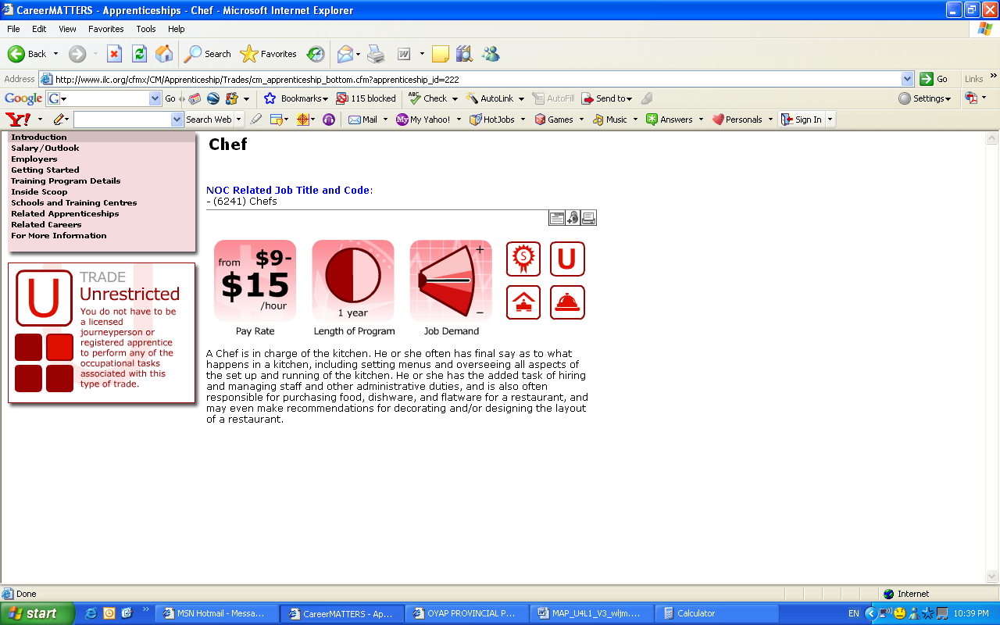 CareerMATTERS - Apprenticeships - Chef - Microsoft Internet Explorer
File Edit View Favorites Tools Help
Back Search Favorites
Address http://www.ilc.org/cfmx/CM/Apprenticeship/Trades/cm_apprenticeship_bottom.cfm?apprenticeship_id=222 Go Links »
Google G Go Bookmarks 115 blocked ABC Check AutoLink AutoFill Send to Settings
Y! Search Web Mail My My Yahoo! HotJobs Games Music Answers Personals Sign In
Introduction
Salary/Outlook
Employers
Getting Started
Training Program Details
Inside Scoop
Schools and Training Centres
Related Apprenticeships
Related Careers
For More Information
U
TRADE
Unrestricted
You do not have to be
a licensed
journeyperson or
registered apprentice
to perform any of the
occupational tasks
associated with this
type of trade.
Chef
NOC Related Job Title and Code:
- (6241) Chefs
from $9-
$15
/hour
Pay Rate
1 year
Length of Program
+
−
Job Demand
S U
A Chef is in charge of the kitchen. He or she often has final say as to what
happens in a kitchen, including setting menus and overseeing all aspects of
the set up and running of the kitchen. He or she has the added task of hiring
and managing staff and other administrative duties, and is also often
responsible for purchasing food, dishware, and flatware for a restaurant, and
may even make recommendations for decorating and/or designing the layout
of a restaurant.
Done Internet
start » MSN Hotmail - Messa... CareerMATTERS - Ap... OYAP PROVINCIAL P... MAP_U4L1_V3_wljm.... Calculator EN 10:39 PM